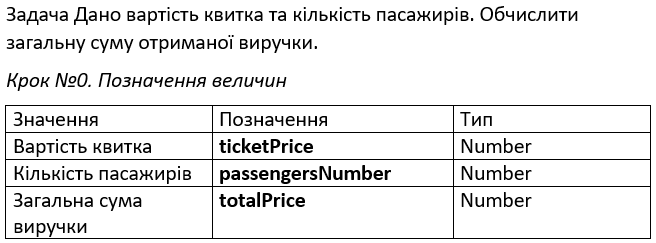 Задача Дано вартість квитка та кількість пасажирів. Обчислити
загальну суму отриманої виручки.
Крок №0. Позначення величин
Значення Позначення Тип
Вартість квитка ticketPrice Number
Кількість пасажирів passengersNumber Number
Загальна сума totalPrice Number
виручки